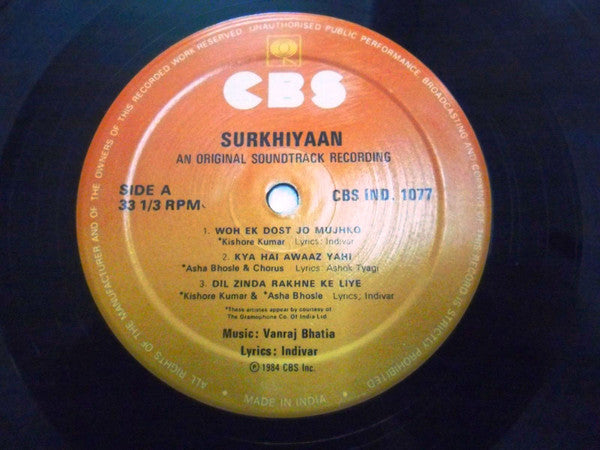 ALL RIGHTS OF THE MANUFACTURER AND OF THE OWNERS OF THIS RECORDED WORK RESERVED UNAUTHORISED PUBLIC PERFORMANCE BROADCASTING AND COPYING OF THIS RECORD IS STRICTLY PROHIBITED
CBS
SURKHIYAAN
AN ORIGINAL SOUNDTRACK RECORDING
SIDE A
33 1/3 RPM
CBS IND. 1077
1. WOH EK DOST JO MUJHKO
*Kishore Kumar Lyrics: Indivar
2. KYA HAI AWAAZ YAHI
*Asha Bhosle & Chorus Lyrics: Ashok Tyagi
3. DIL ZINDA RAKHNE KE LIYE
*Kishore Kumar & *Asha Bhosle Lyrics; Indivar
*These artistes appear by courtesy of
The Gramophone Co. Of India Ltd
Music: Vanraj Bhatia
Lyrics: Indivar
℗ 1984 CBS Inc.
MADE IN INDIA